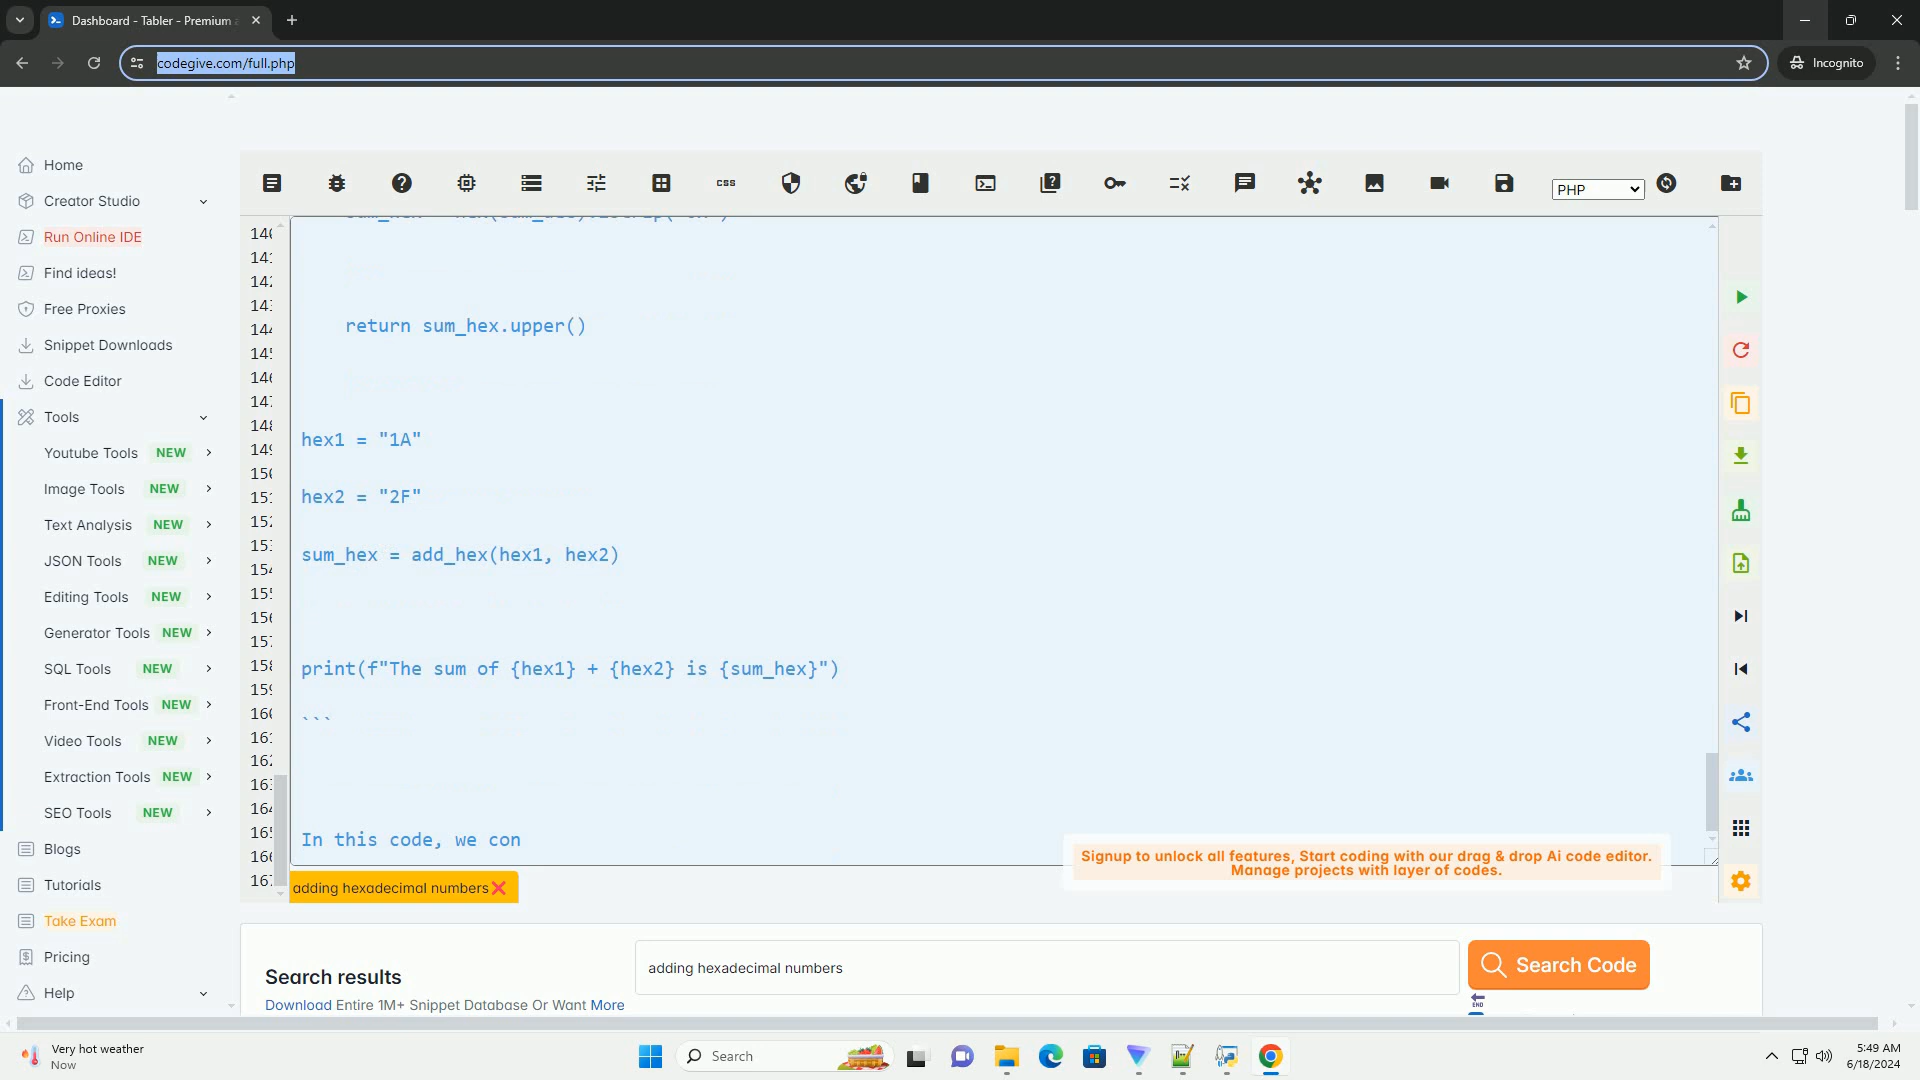 Dashboard - Tabler - Premium
codegive.com/full.php
Incognito
Home
Creator Studio
Run Online IDE
Find ideas!
Free Proxies
Snippet Downloads
Code Editor
Tools
Youtube Tools NEW
Image Tools NEW
Text Analysis NEW
JSON Tools NEW
Editing Tools NEW
Generator Tools NEW
SQL Tools NEW
Front-End Tools NEW
Video Tools NEW
Extraction Tools NEW
SEO Tools NEW
Blogs
Tutorials
Take Exam
Pricing
Help
CSS
PHP
return sum_hex.upper()
hex1 = "1A"
hex2 = "2F"
sum_hex = add_hex(hex1, hex2)
print(f"The sum of {hex1} + {hex2} is {sum_hex}")
```
In this code, we con
Signup to unlock all features, Start coding with our drag & drop Ai code editor.
Manage projects with layer of codes.
adding hexadecimal numbers
Search results
Download Entire 1M+ Snippet Database Or Want More
adding hexadecimal numbers
Search Code
END
Very hot weather
Now
Search
5:49 AM
6/18/2024